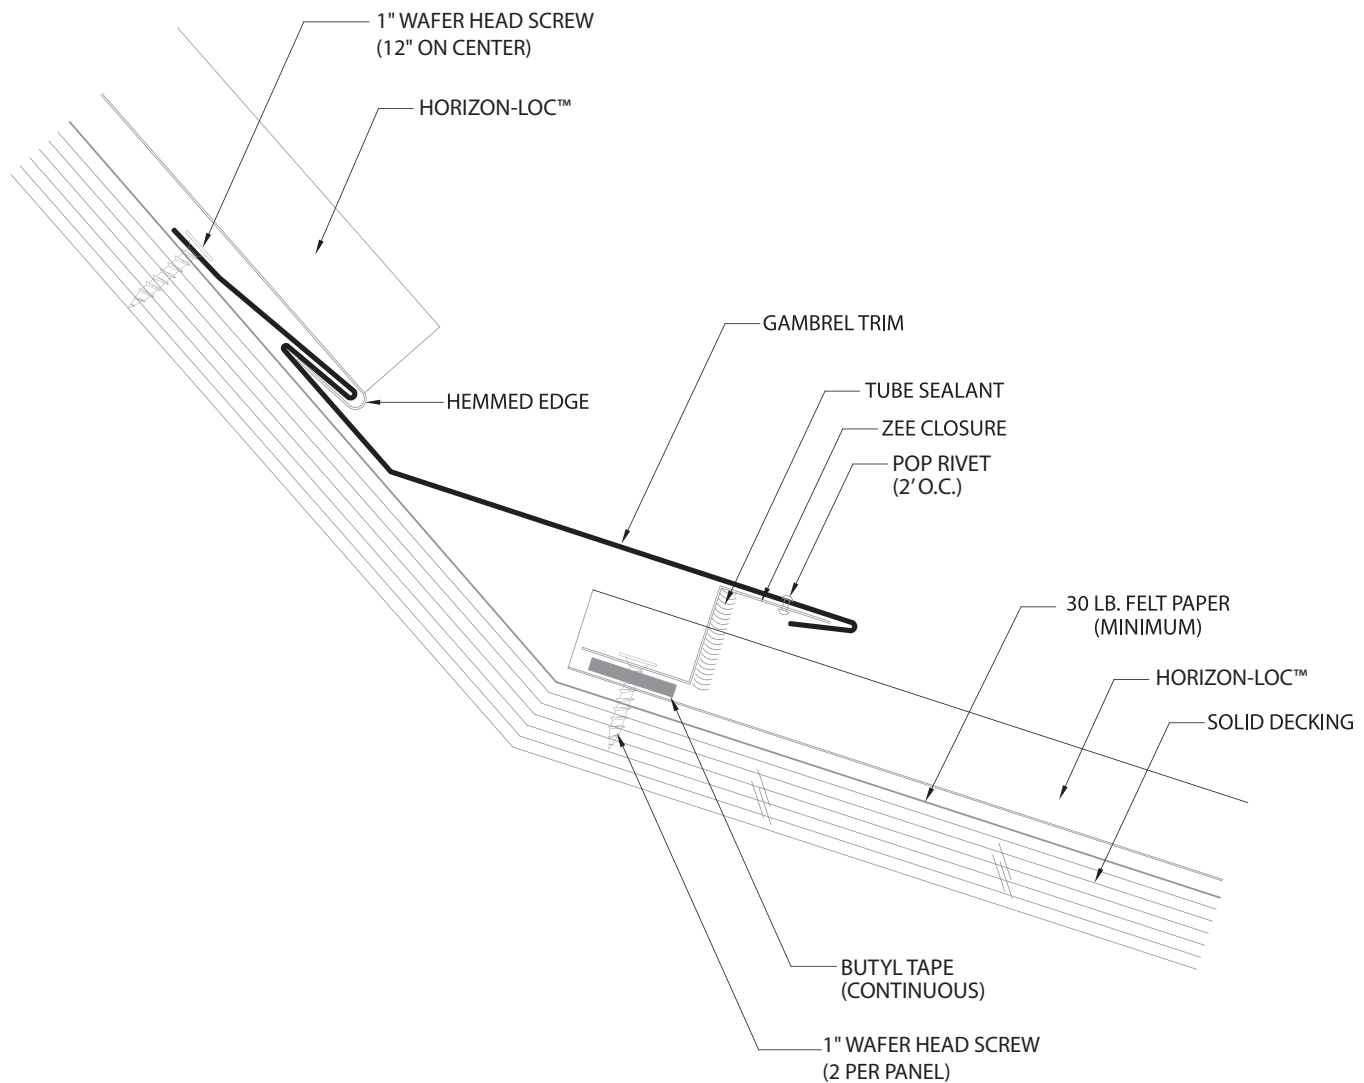 1" WAFER HEAD SCREW
(12" ON CENTER)
HORIZON-LOC™
GAMBREL TRIM
TUBE SEALANT
HEMMED EDGE
ZEE CLOSURE
POP RIVET
(2' O.C.)
30 LB. FELT PAPER
(MINIMUM)
HORIZON-LOC™
SOLID DECKING
BUTYL TAPE
(CONTINUOUS)
1" WAFER HEAD SCREW
(2 PER PANEL)